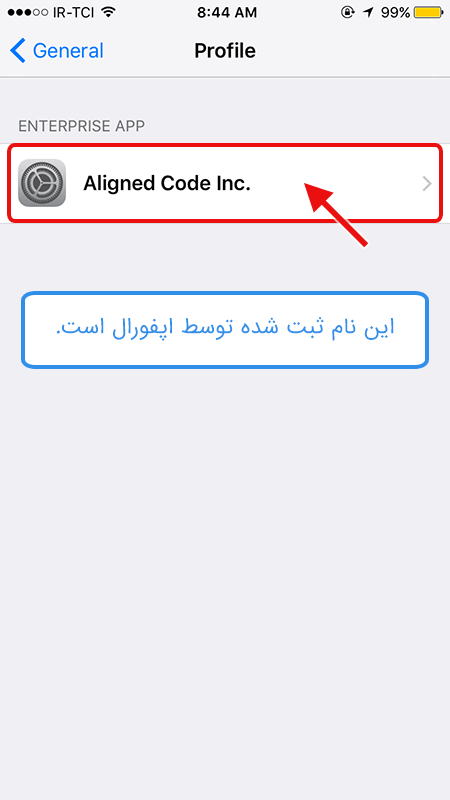 IR-TCI 8:44 AM 99%
General Profile
ENTERPRISE APP
Aligned Code Inc.
این نام ثبت شده توسط اپفورال است.